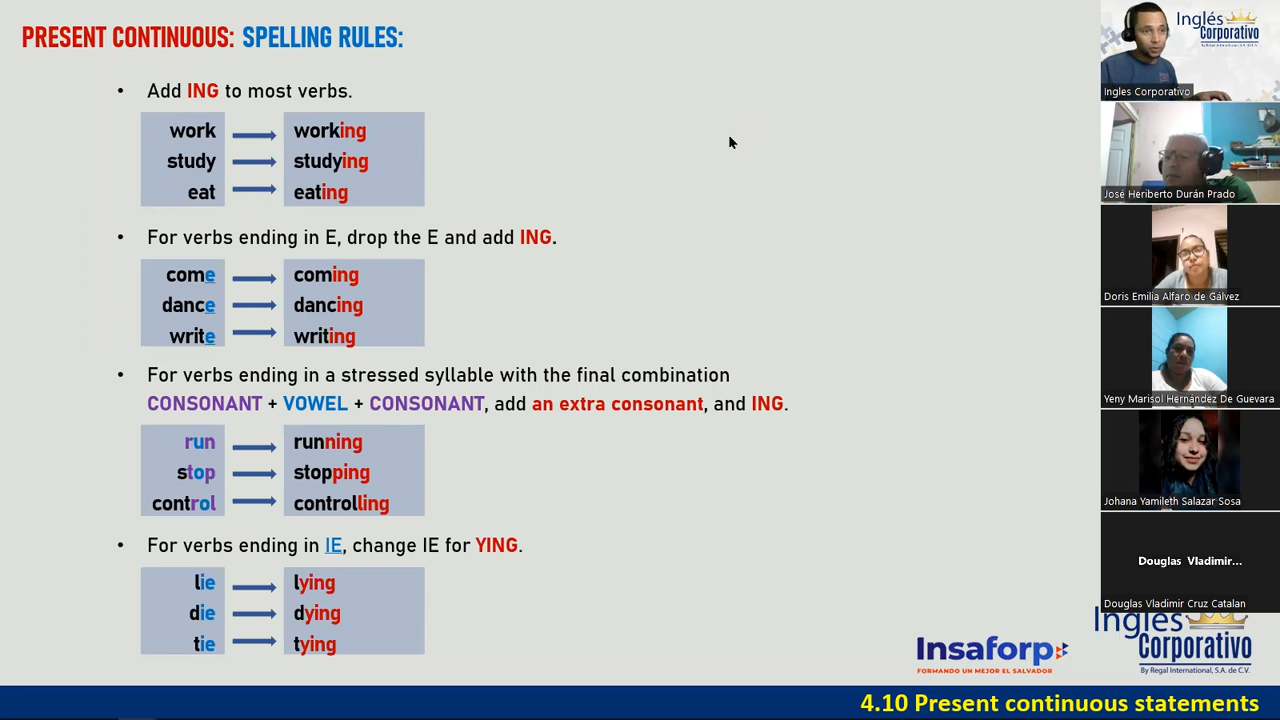 PRESENT CONTINUOUS: SPELLING RULES:
• Add ING to most verbs.
work working
study studying
eat eating
• For verbs ending in E, drop the E and add ING.
come coming
dance dancing
write writing
• For verbs ending in a stressed syllable with the final combination
CONSONANT + VOWEL + CONSONANT, add an extra consonant, and ING.
run running
stop stopping
control controlling
• For verbs ending in IE, change IE for YING.
lie lying
die dying
tie tying
Inglés
Corporativo
By Regal International, S.A. de C.V.
Ingles Corporativo
José Heriberto Durán Prado
Doris Emilia Alfaro de Gálvez
Yeny Marisol Hernández De Guevara
Johana Yamileth Salazar Sosa
Douglas Vladimir...
Douglas Vladimir Cruz Catalan
Insaforp
FORMANDO UN MEJOR EL SALVADOR
Inglés
Corporativo
By Regal International, S.A. de C.V.
4.10 Present continuous statements